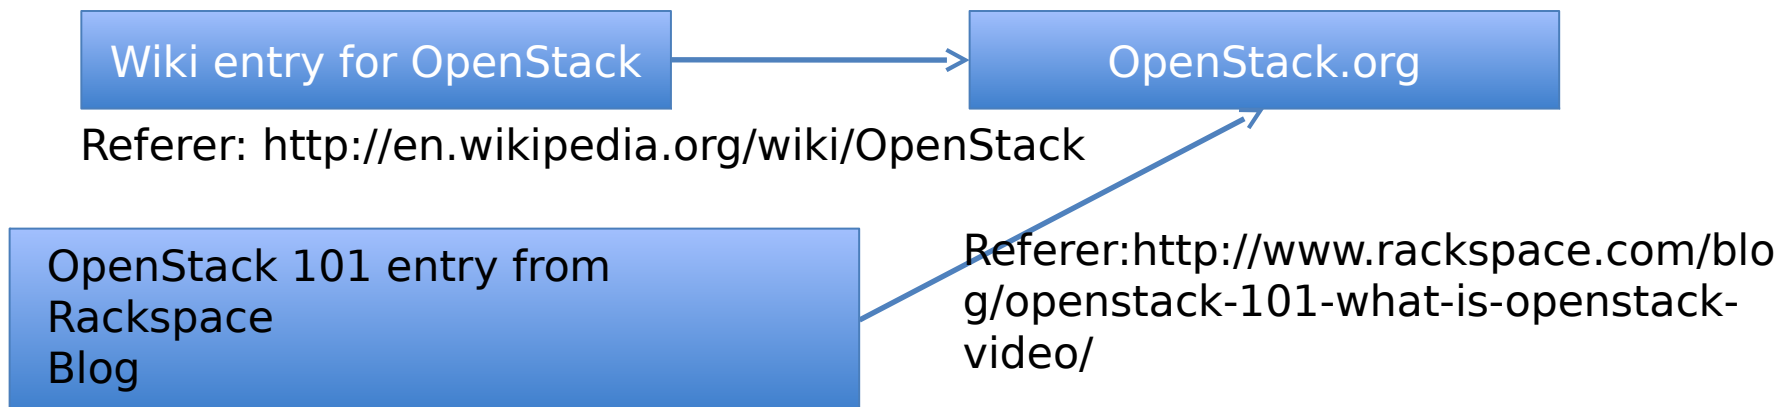 Wiki entry for OpenStack
OpenStack.org
Referer: http://en.wikipedia.org/wiki/OpenStack
OpenStack 101 entry from
Rackspace
Blog
Referer:http://www.rackspace.com/blo
g/openstack-101-what-is-openstack-
video/